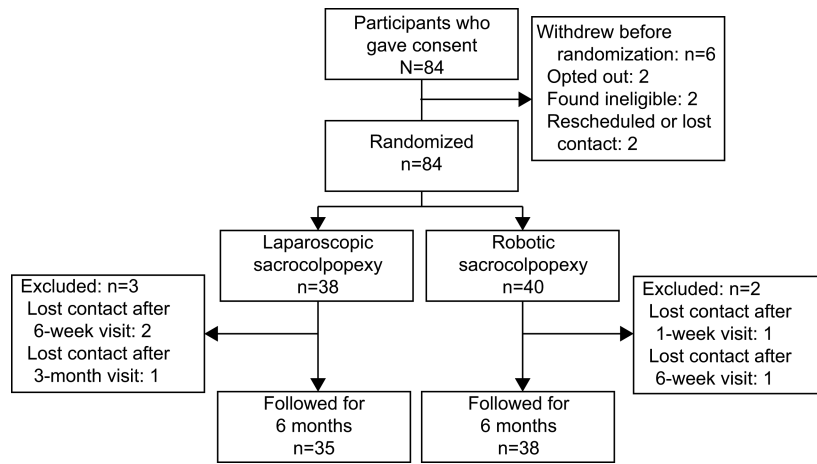 Participants who
gave consent
N=84
Withdrew before
randomization: n=6
Opted out: 2
Found ineligible: 2
Rescheduled or lost
contact: 2
Randomized
n=84
Laparoscopic
sacrocolpopexy
n=38
Robotic
sacrocolpopexy
n=40
Excluded: n=3
Lost contact after
6-week visit: 2
Lost contact after
3-month visit: 1
Excluded: n=2
Lost contact after
1-week visit: 1
Lost contact after
6-week visit: 1
Followed for
6 months
n=35
Followed for
6 months
n=38